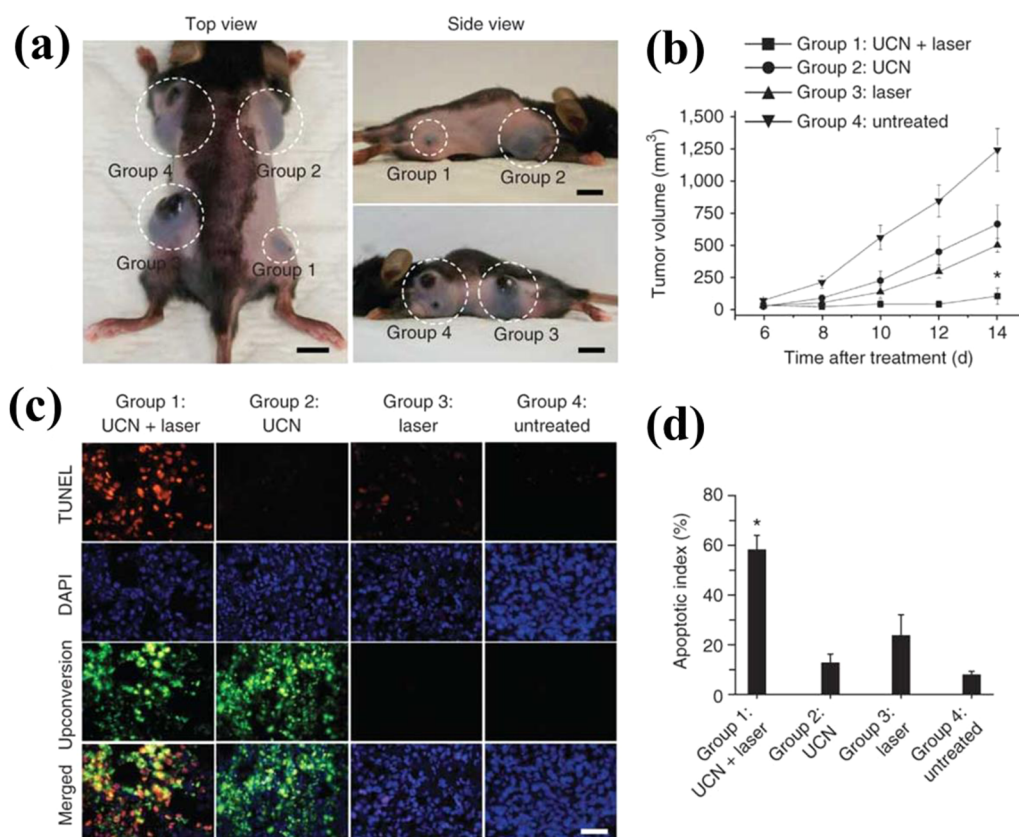 (a)
Top view
Side view
Group 4
Group 2
Group 3
Group 1
Group 1
Group 2
Group 4
Group 3
(b)
Group 1: UCN + laser
Group 2: UCN
Group 3: laser
Group 4: untreated
Tumor volume (mm³)
1,500
1,250
1,000
750
500
250
0
*
6
8
10
12
14
Time after treatment (d)
(c)
Group 1:
UCN + laser
Group 2:
UCN
Group 3:
laser
Group 4:
untreated
TUNEL
DAPI
Upconversion
Merged
(d)
Apoptotic index (%)
80
60
40
20
0
*
Group 1:
UCN + laser
Group 2:
UCN
Group 3:
laser
Group 4:
untreated